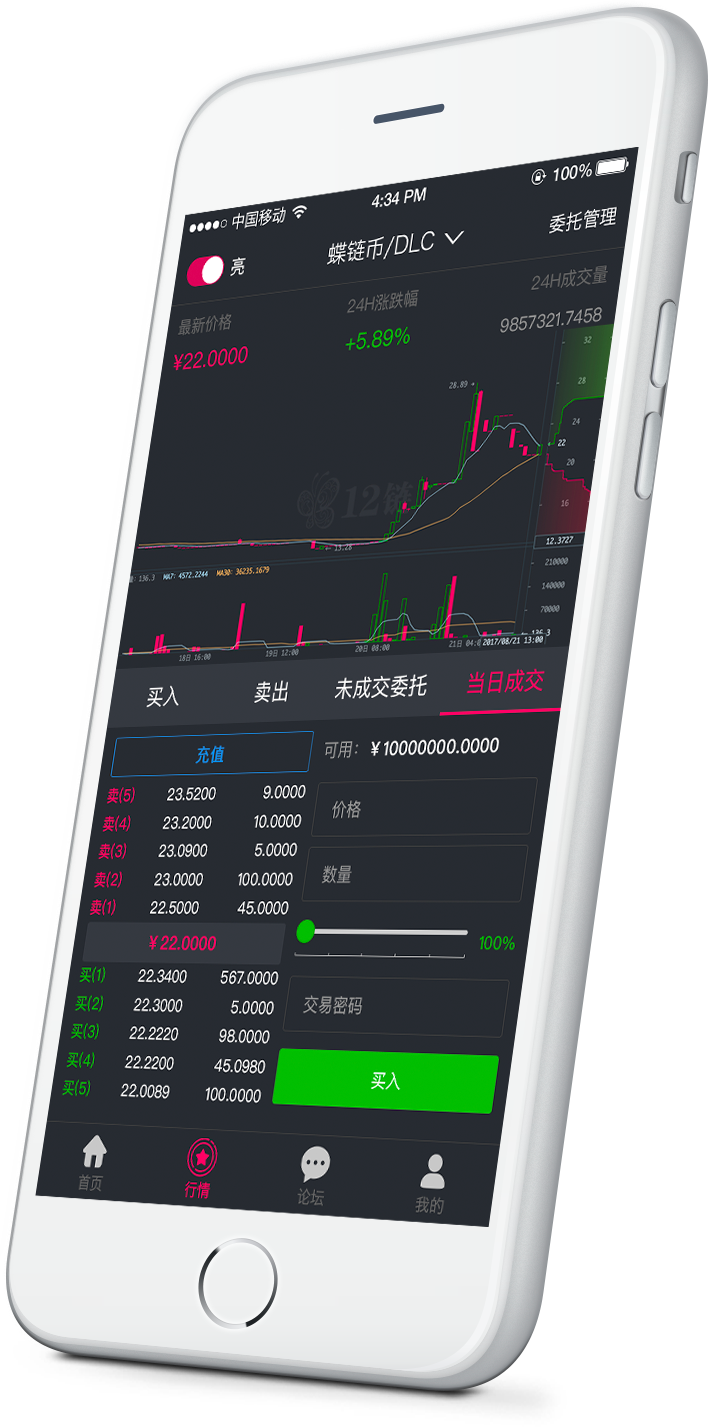 中国移动 4:34 PM 100%
亮 蝶链币/DLC 委托管理
最新价格 24H涨跌幅 24H成交量
¥22.0000 +5.89% 9857321.7458
32
28.89
28
24
22
20
12链
16
13.28
12.3727
136.3 MA7: 4572.2244 MA30: 36235.1679
210000
140000
70000
136.3
18日 16:00 19日 12:00 20日 08:00 21日 04:0 2017/08/21 13:00
买入 卖出 未成交委托 当日成交
充值 可用： ¥10000000.0000
卖(5) 23.5200 9.0000
卖(4) 23.2000 10.0000
价格
卖(3) 23.0900 5.0000
卖(2) 23.0000 100.0000
数量
卖(1) 22.5000 45.0000
¥22.0000
100%
买(1) 22.3400 567.0000
买(2) 22.3000 5.0000
交易密码
买(3) 22.2220 98.0000
买(4) 22.2200 45.0980
买(5) 22.0089 100.0000
买入
首页 行情 论坛 我的